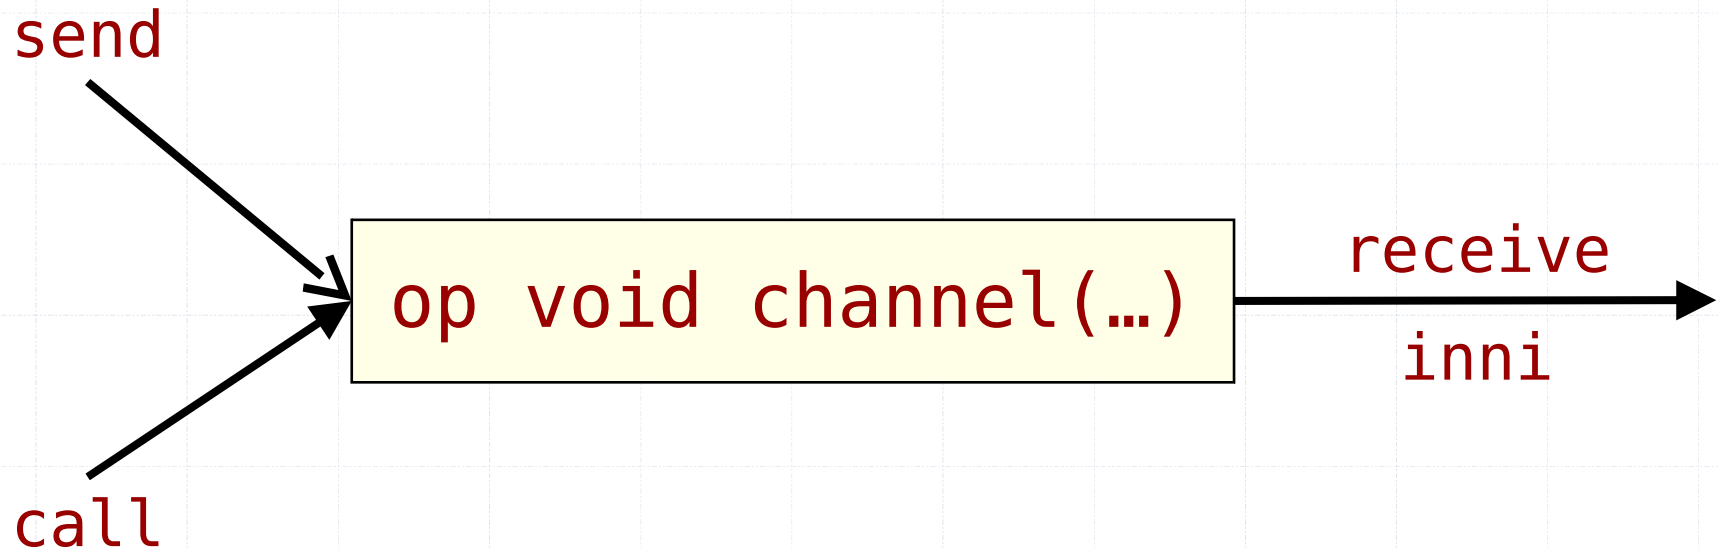 send
op void channel(…)
receive
inni
call